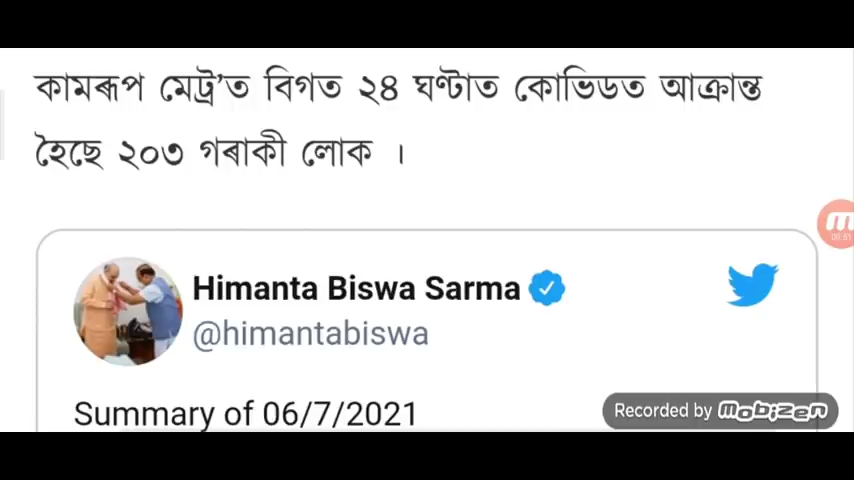 কামৰূপ মেট্ৰ'ত বিগত ২৪ ঘণ্টাত কোভিডত আক্ৰান্ত
হৈছে ২০৩ গৰাকী লোক ।
Himanta Biswa Sarma
@himantabiswa
Summary of 06/7/2021
Recorded by mobizen